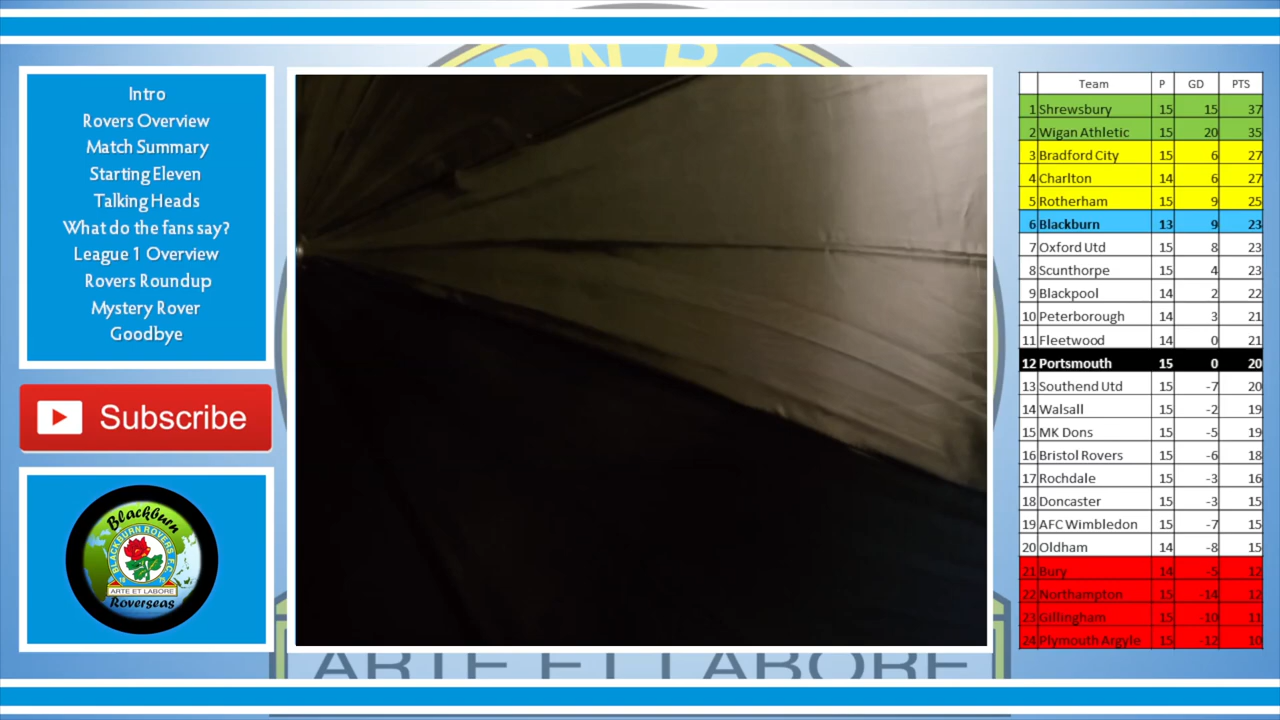 Intro
Rovers Overview
Match Summary
Starting Eleven
Talking Heads
What do the fans say?
League 1 Overview
Rovers Roundup
Mystery Rover
Goodbye
Subscribe
Blackburn
BLACKBURN ROVERS F.C.
18 75
ARTE ET LABORE
Roverseas
BURN RO
ARTE ET LABORE
Team P GD PTS
1 Shrewsbury 15 15 37
2 Wigan Athletic 15 20 35
3 Bradford City 15 6 27
4 Charlton 14 6 27
5 Rotherham 15 9 25
6 Blackburn 13 9 23
7 Oxford Utd 15 8 23
8 Scunthorpe 15 4 23
9 Blackpool 14 2 22
10 Peterborough 14 3 21
11 Fleetwood 14 0 21
12 Portsmouth 15 0 20
13 Southend Utd 15 -7 20
14 Walsall 15 -2 19
15 MK Dons 15 -5 19
16 Bristol Rovers 15 -6 18
17 Rochdale 15 -3 16
18 Doncaster 15 -3 15
19 AFC Wimbledon 15 -7 15
20 Oldham 14 -8 15
21 Bury 14 -5 12
22 Northampton 15 -14 12
23 Gillingham 15 -10 11
24 Plymouth Argyle 15 -12 10